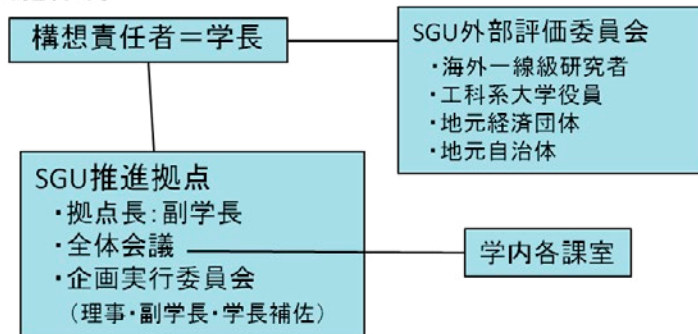 構想責任者＝学長
SGU外部評価委員会
・海外一線級研究者
・工科系大学役員
・地元経済団体
・地元自治体
SGU推進拠点
・拠点長：副学長
・全体会議
・企画実行委員会
（理事・副学長・学長補佐）
学内各課室